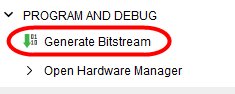 PROGRAM AND DEBUG
Generate Bitstream
Open Hardware Manager